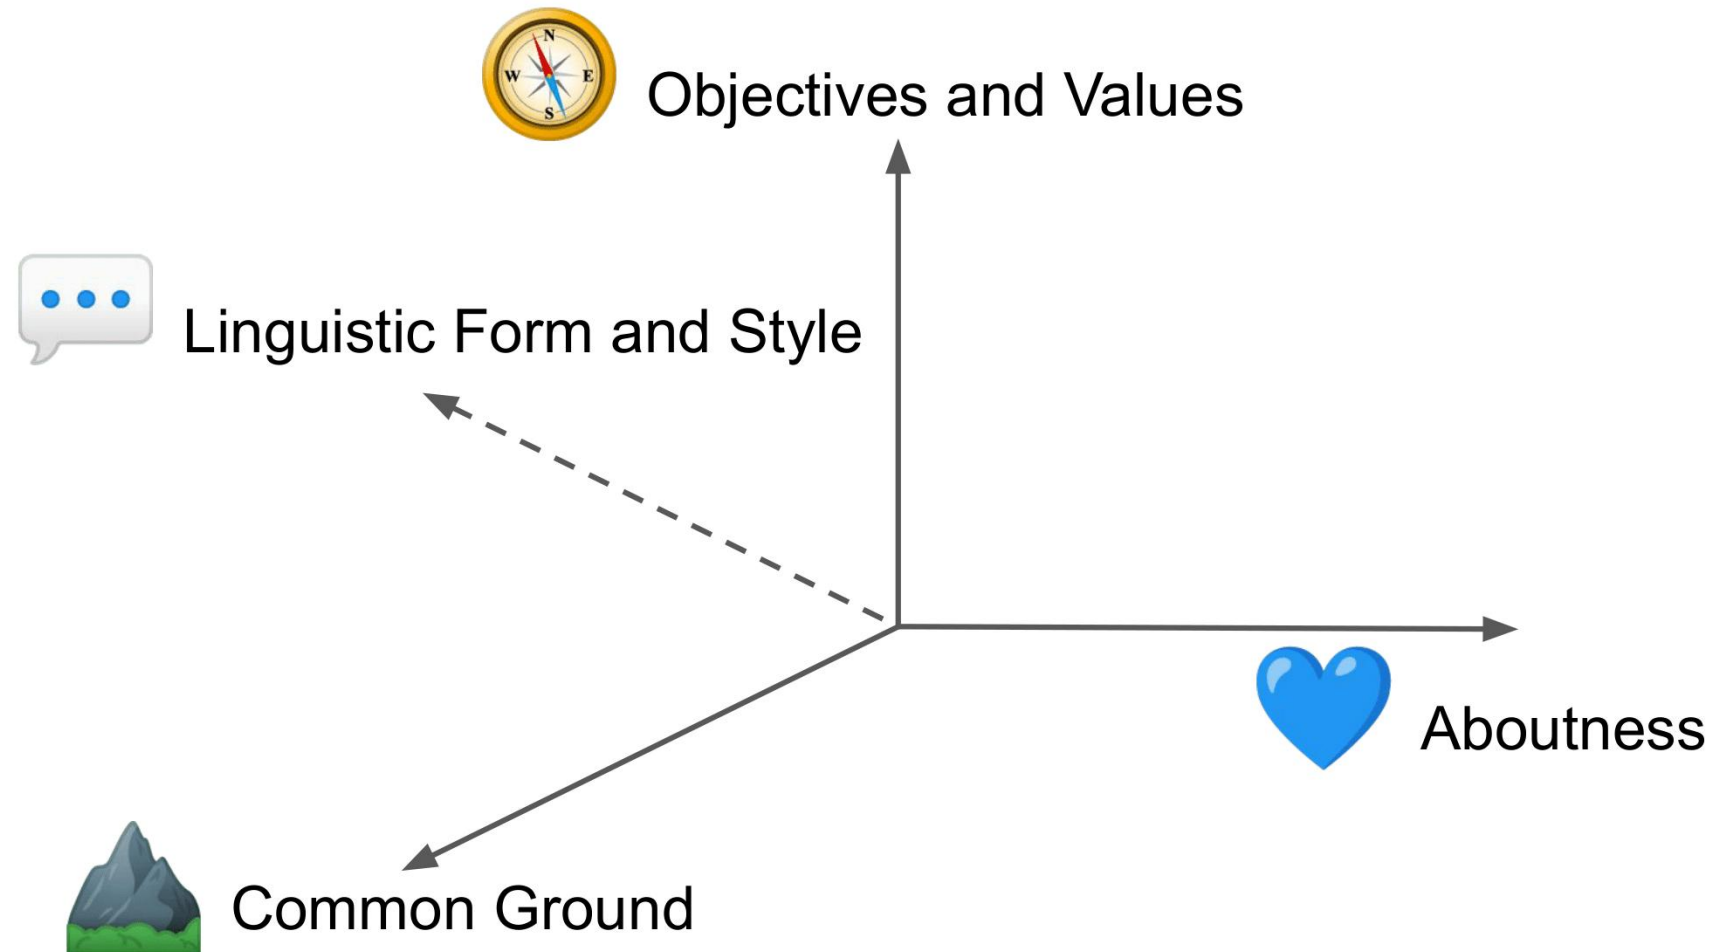 N
W E
S
Objectives and Values
Linguistic Form and Style
Aboutness
Common Ground